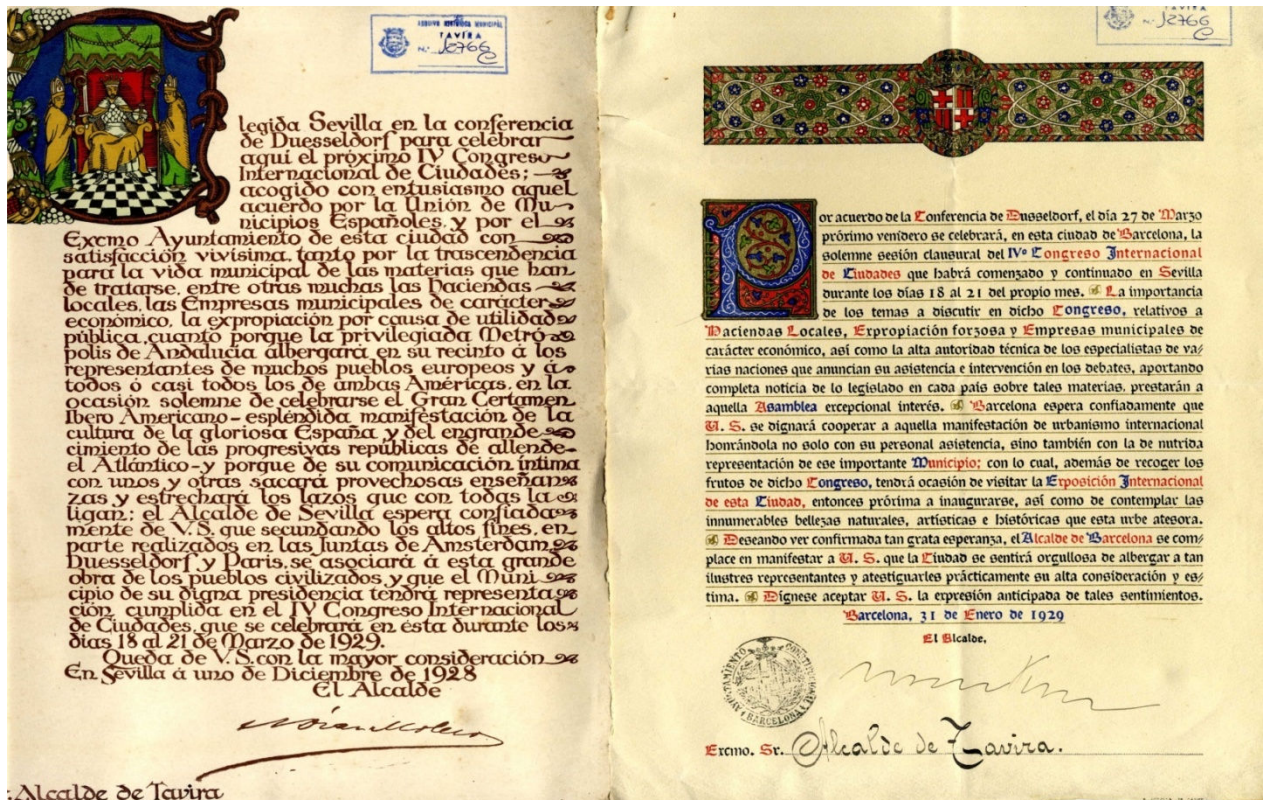 ARQUIVO HISTÓRICO MUNICIPAL
TAVIRA
N.º 12766
C
legida Sevilla en la conferencia
de Duesseldorf para celebrar
aquí el próximo IV Congreso
Internacional de Ciudades;
acogido con entusiasmo aquel
acuerdo por la Unión de Mu-
nicipios Españoles, y por el
Excmo Ayuntamiento de esta ciudad con
satisfacción vivísima, tanto por la trascendencia
para la vida municipal de las materias que han
de tratarse, entre otras muchas las Haciendas
locales, las Empresas municipales de carácter
económico, la expropiación por causa de utilidad
pública, cuanto porque la privilegiada Metró
polis de Andalucía albergará en su recinto á los
representantes de muchos pueblos europeos y á
todos ó casi todos los de ambas Américas, en la
ocasión solemne de celebrarse el Gran Certamen
Ibero Americano-espléndida manifestación de la
cultura de la gloriosa España y del engrande
cimiento de las progresivas repúblicas de allende
el Atlántico-y porque de su comunicación íntima
con unos y otras sacará provechosas enseñan
zas y estrechará los lazos que con todas la
ligan; el Alcalde de Sevilla espera confiada
mente de V.S. que secundando los altos fines, en
parte realizados en las Juntas de Amsterdam,
Duesseldorf y Paris, se asociará á esta grande
obra de los pueblos civilizados, y que el Muni
cipio de su digna presidencia tendrá representa
ción cumplida en el IV Congreso Internacional
de Ciudades, que se celebrará en ésta durante los
dias 18 al 21 de Marzo de 1929.
Queda de V.S. con la mayor consideración
En Sevilla á uno de Diciembre de 1928
El Alcalde
Alcalde de Tavira
TAVIRA
N.º 12766
C
Por acuerdo de la Conferencia de Dusseldorf, el día 27 de Marzo
próximo venidero se celebrará, en esta ciudad de Barcelona, la
solemne sesión clausural del IVº Congreso Internacional
de Ciudades que habrá comenzado y continuado en Sevilla
durante los días 18 al 21 del propio mes. La importancia
de los temas a discutir en dicho Congreso, relativos a
Haciendas Locales, Expropiación forzosa y Empresas municipales de
carácter económico, así como la alta autoridad técnica de los especialistas de va-
rias naciones que anuncian su asistencia e intervención en los debates, aportando
completa noticia de lo legislado en cada país sobre tales materias, prestarán a
aquella Asamblea excepcional interés. Barcelona espera confiadamente que
U. S. se dignará cooperar a aquella manifestación de urbanismo internacional
honrándola no solo con su personal asistencia, sino también con la de nutrida
representación de ese importante Municipio; con lo cual, además de recoger los
frutos de dicho Congreso, tendrá ocasión de visitar la Exposición Internacional
de esta Ciudad, entonces próxima a inaugurarse, así como de contemplar las
innumerables bellezas naturales, artísticas e históricas que esta urbe atesora.
Deseando ver confirmada tan grata esperanza, el Alcalde de Barcelona se com-
place en manifestar a U. S. que la Ciudad se sentirá orgullosa de albergar a tan
ilustres representantes y atestiguarles prácticamente su alta consideración y es-
tima. Dígnese aceptar U. S. la expresión anticipada de tales sentimientos.
Barcelona, 31 de Enero de 1929
El Alcalde,
AYUNTAMIENTO CONSTITUCIONAL
BARCELONA
Excmo. Sr. Alcalde de Tavira.